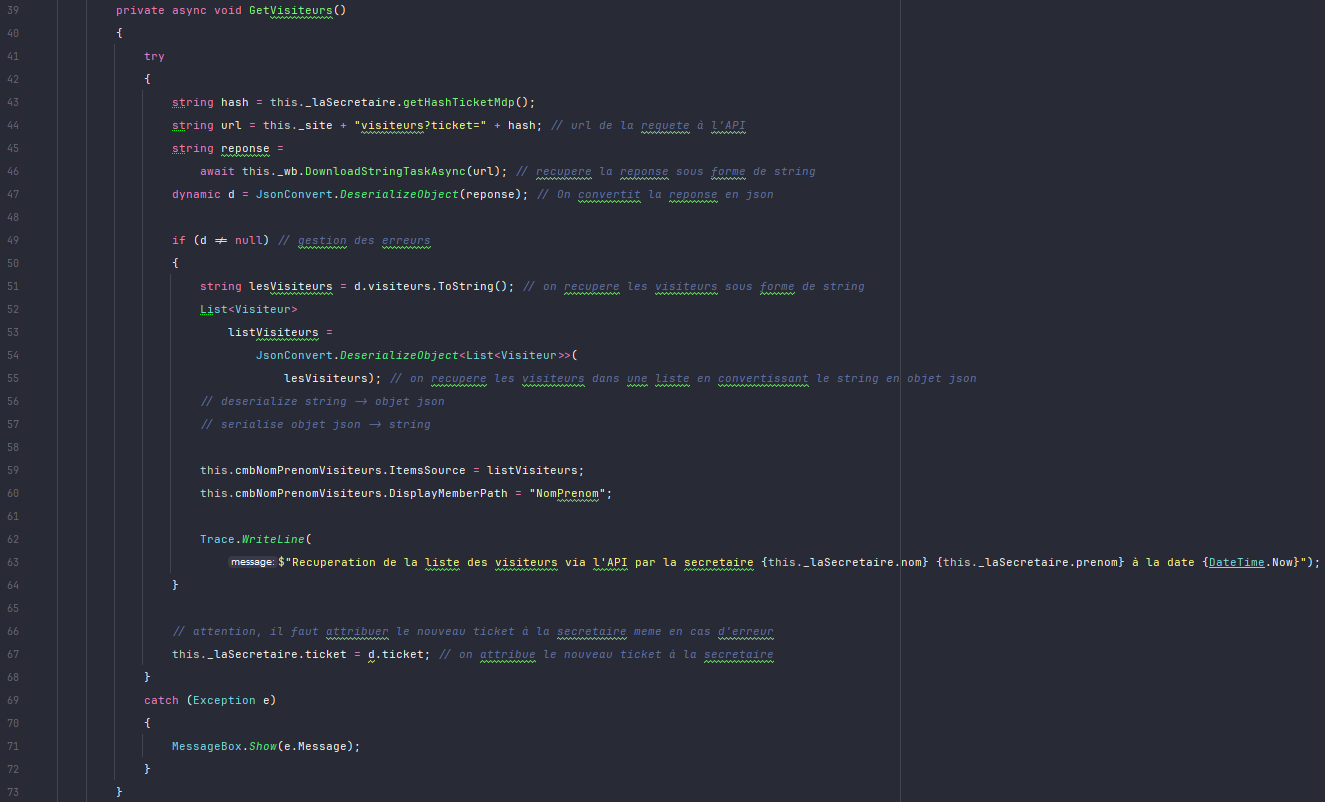 39 private async void GetVisiteurs()
40 {
41 try
42 {
43 string hash = this._laSecretaire.getHashTicketMdp();
44 string url = this._site + "visiteurs?ticket=" + hash; // url de la requete à l'API
45 string reponse =
46 await this._wb.DownloadStringTaskAsync(url); // recupere la reponse sous forme de string
47 dynamic d = JsonConvert.DeserializeObject(reponse); // On convertit la reponse en json
48
49 if (d != null) // gestion des erreurs
50 {
51 string lesVisiteurs = d.visiteurs.ToString(); // on recupere les visiteurs sous forme de string
52 List<Visiteur>
53 listVisiteurs =
54 JsonConvert.DeserializeObject<List<Visiteur>>(
55 lesVisiteurs); // on recupere les visiteurs dans une liste en convertissant le string en objet json
56 // deserialize string -> objet json
57 // serialise objet json -> string
58
59 this.cmbNomPrenomVisiteurs.ItemsSource = listVisiteurs;
60 this.cmbNomPrenomVisiteurs.DisplayMemberPath = "NomPrenom";
61
62 Trace.WriteLine(
63 message: $"Recuperation de la liste des visiteurs via l'API par la secretaire {this._laSecretaire.nom} {this._laSecretaire.prenom} à la date {DateTime.Now}");
64 }
65
66 // attention, il faut attribuer le nouveau ticket à la secretaire meme en cas d'erreur
67 this._laSecretaire.ticket = d.ticket; // on attribue le nouveau ticket à la secretaire
68 }
69 catch (Exception e)
70 {
71 MessageBox.Show(e.Message);
72 }
73 }